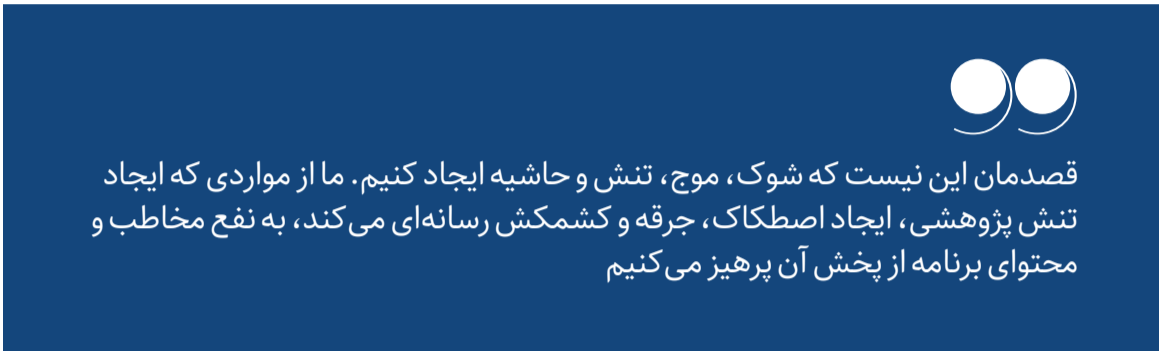 قصدمان این نیست که شوک، موج، تنش و حاشیه ایجاد کنیم. ما از مواردی که ایجاد
تنش پژوهشی، ایجاد اصطکاک، جرقه و کشمکش رسانه‌ای می‌کند، به نفع مخاطب و
محتوای برنامه از پخش آن پرهیز می‌کنیم